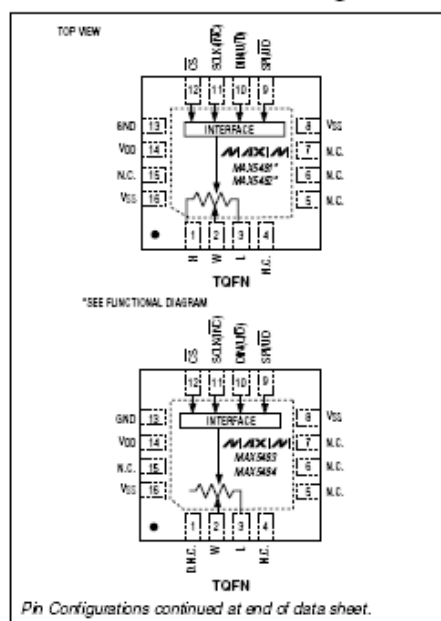 TOP VIEW
CS
SCLK(INC)
DIN(U/D)
SPI/UD
12
11
10
9
GND
13
INTERFACE
8
VSS
VDD
14
MAXIM
7
N.C.
N.C.
15
MAX5481*
MAX5482*
6
N.C.
VSS
16
5
N.C.
1
2
3
4
H
W
L
N.C.
TQFN
*SEE FUNCTIONAL DIAGRAM
CS
SCLK(INC)
DIN(U/D)
SPI/UD
12
11
10
9
GND
13
INTERFACE
8
VSS
VDD
14
MAXIM
7
N.C.
N.C.
15
MAX5483
MAX5484
6
N.C.
VSS
16
5
N.C.
1
2
3
4
D.N.C.
W
L
N.C.
TQFN
Pin Configurations continued at end of data sheet.